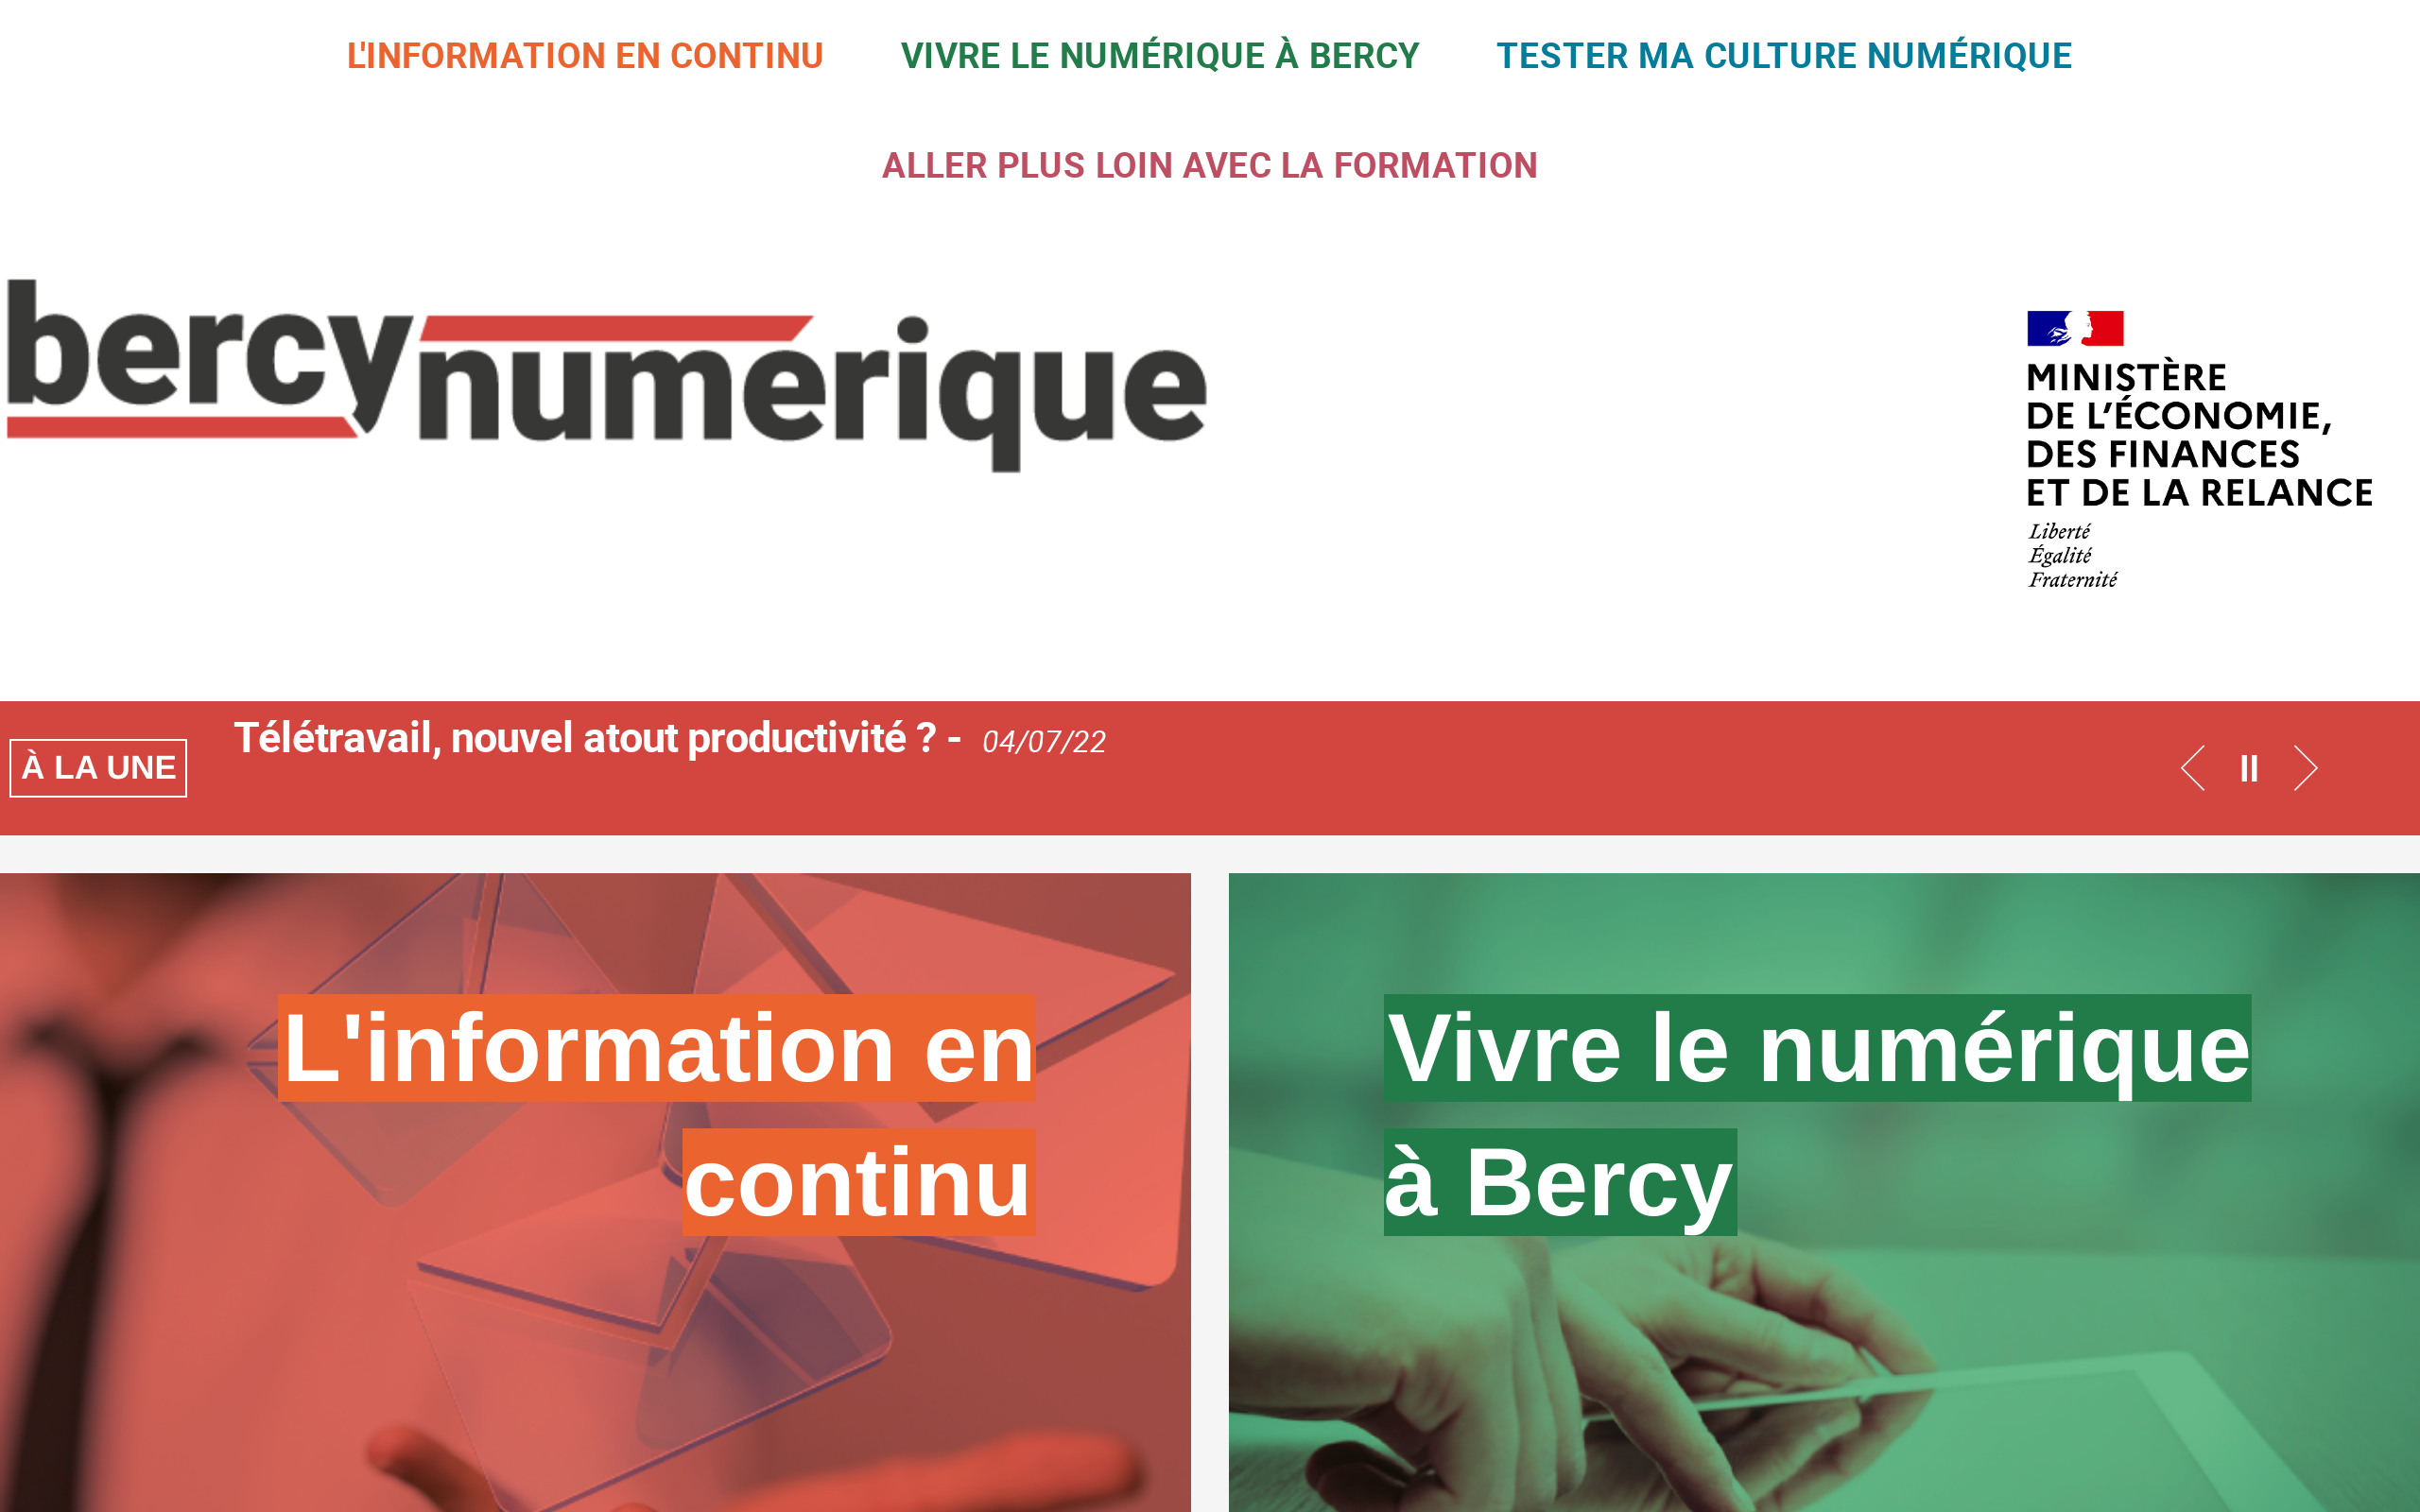 L'INFORMATION EN CONTINU
VIVRE LE NUMÉRIQUE À BERCY
TESTER MA CULTURE NUMÉRIQUE
ALLER PLUS LOIN AVEC LA FORMATION
bercy numérique
MINISTÈRE
DE L'ÉCONOMIE,
DES FINANCES
ET DE LA RELANCE
Liberté
Égalité
Fraternité
À LA UNE
Télétravail, nouvel atout productivité ? - 04/07/22
L'information en
continu
Vivre le numérique
à Bercy